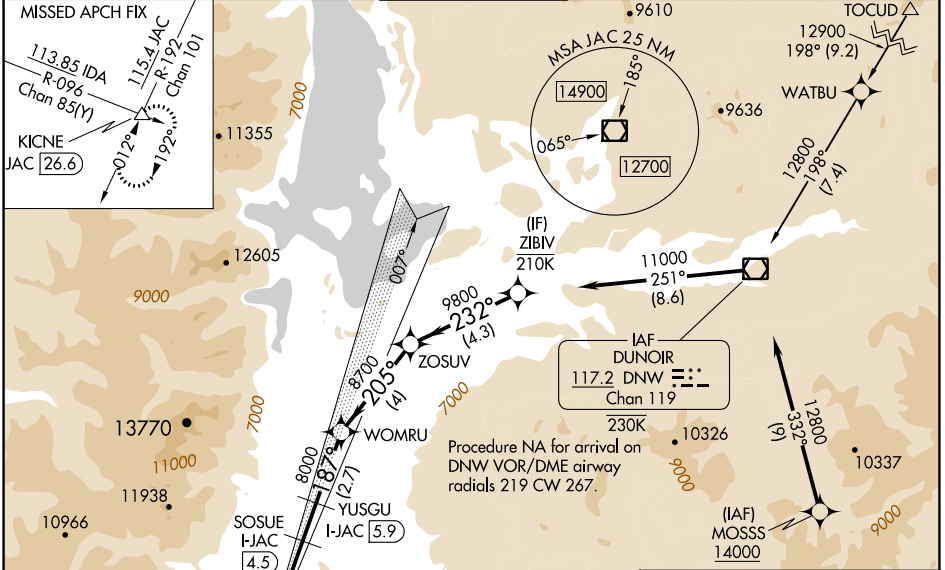 MISSED APCH FIX
113.85 IDA
R-096
Chan 85(Y)
115.4 JAC
R-192
Chan 101
KICNE
JAC 26.6
012°
192°
7000
11355
9610
MSA JAC 25 NM
14900
185°
065°
12700
9636
TOCUD
12900
198° (9.2)
WATBU
12800
198°
(7.4)
12605
9000
007°
(IF)
ZIBIV
210K
11000
251°
(8.6)
9800
232°
(4.3)
ZOSUV
8700
205°
(4)
7000
7000
IAF
DUNOIR
117.2 DNW
Chan 119
230K
12800
332°
(9)
13770
WOMRU
11000
Procedure NA for arrival on
DNW VOR/DME airway
radials 219 CW 267.
10326
9000
10337
8000
187°
(2.7)
11938
10966
YUSGU
I-JAC 5.9
SOSUE
I-JAC
4.5
(IAF)
MOSSS
14000
9000